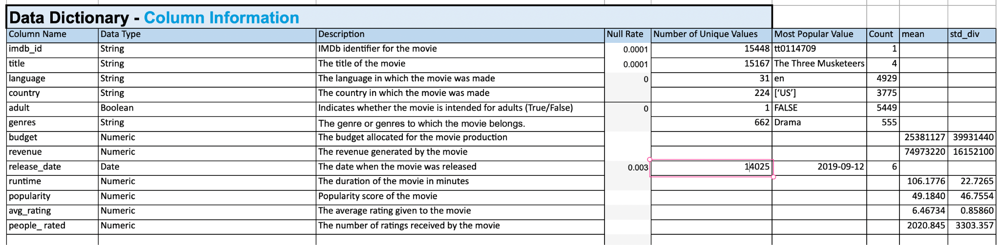 Data Dictionary - Column Information
Column Name Data Type Description Null Rate Number of Unique Values Most Popular Value Count mean std_div
imdb_id String IMDb identifier for the movie 0.0001 15448 tt0114709 1
title String The title of the movie 0.0001 15167 The Three Musketeers 4
language String The language in which the movie was made 0 31 en 4929
country String The country in which the movie was made 224 [‘US’] 3775
adult Boolean Indicates whether the movie is intended for adults (True/False) 0 1 FALSE 5449
genres String The genre or genres to which the movie belongs. 662 Drama 555
budget Numeric The budget allocated for the movie production 25381127 39931440
revenue Numeric The revenue generated by the movie 74973220 16152100
release_date Date The date when the movie was released 0.003 14025 2019-09-12 6
runtime Numeric The duration of the movie in minutes 106.1776 22.7265
popularity Numeric Popularity score of the movie 49.1840 46.7554
avg_rating Numeric The average rating given to the movie 6.46734 0.85860
people_ rated Numeric The number of ratings received by the movie 2020.845 3303.357